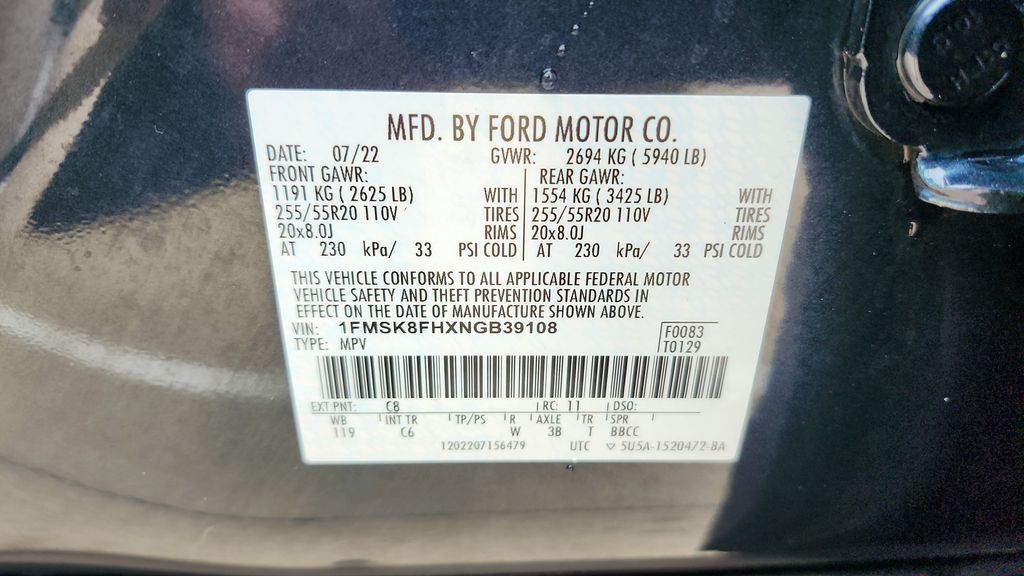 MFD. BY FORD MOTOR CO.
DATE: 07/22 GVWR: 2694 KG ( 5940 LB)
FRONT GAWR: REAR GAWR:
1191 KG ( 2625 LB) WITH 1554 KG ( 3425 LB) WITH
255/55R20 110V TIRES 255/55R20 110V TIRES
20x8.0J RIMS 20x8.0J RIMS
AT 230 kPa/ 33 PSI COLD AT 230 kPa/ 33 PSI COLD
THIS VEHICLE CONFORMS TO ALL APPLICABLE FEDERAL MOTOR
VEHICLE SAFETY AND THEFT PREVENTION STANDARDS IN
EFFECT ON THE DATE OF MANUFACTURE SHOWN ABOVE.
VIN: 1FMSK8FHXNGB39108 F0083
TYPE: MPV T0129
EXT PNT: C8 RC: 11 DSO:
WB INT TR TP/PS R AXLE TR SPR
119 C6 W 3B T BBCC
1202207156479 UTC ▽ 5U5A-1520472-BA